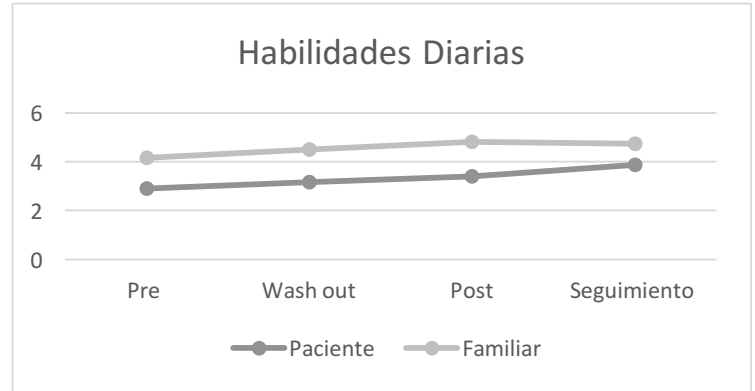 Habilidades Diarias
6
4
2
0
Pre Wash out Post Seguimiento
Paciente Familiar